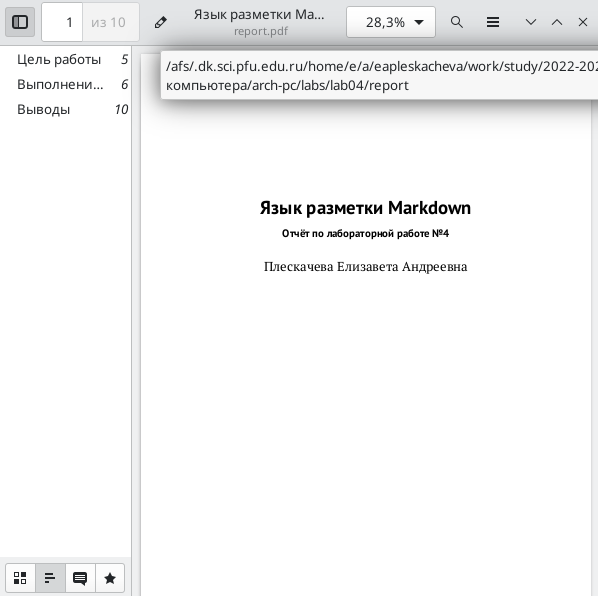 1
из 10
Язык разметки Ma...
report.pdf
28,3%
Цель работы 5
Выполнени... 6
Выводы 10
/afs/.dk.sci.pfu.edu.ru/home/e/a/eapleskacheva/work/study/2022-202
компьютера/arch-pc/labs/lab04/report
Язык разметки Markdown
Отчёт по лабораторной работе №4
Плескачева Елизавета Андреевна